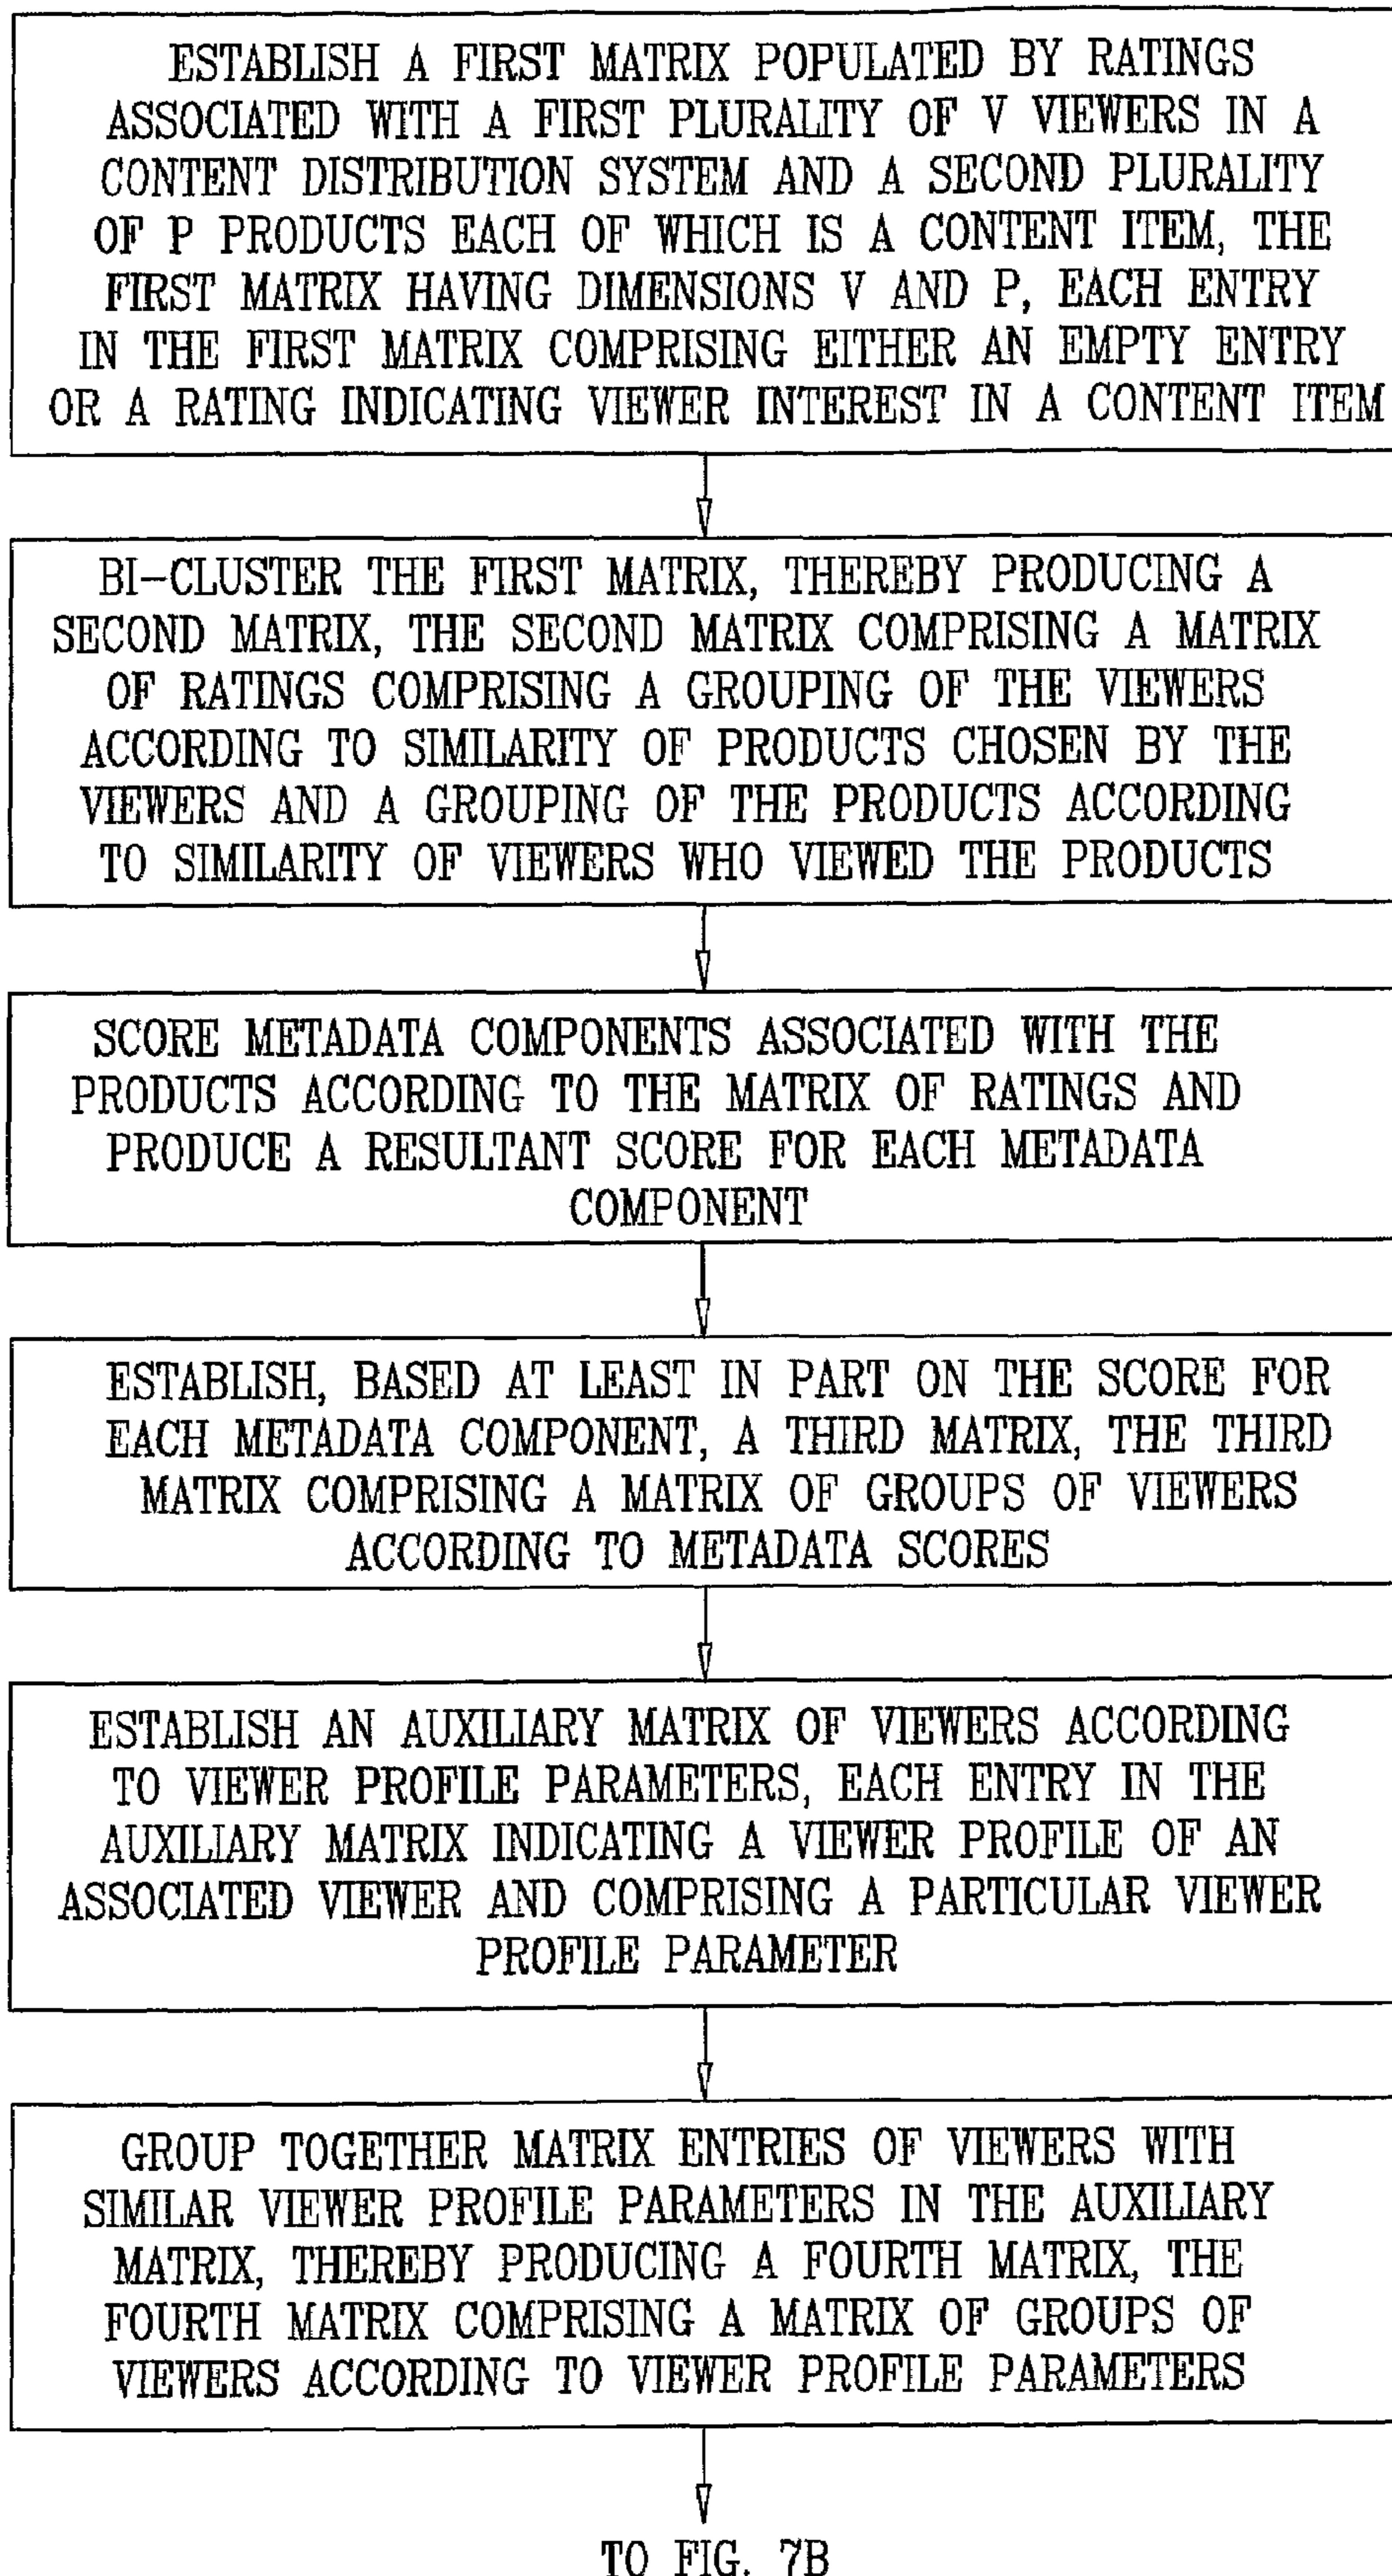 ESTABLISH A FIRST MATRIX POPULATED BY RATINGS
ASSOCIATED WITH A FIRST PLURALITY OF V VIEWERS IN A
CONTENT DISTRIBUTION SYSTEM AND A SECOND PLURALITY
OF P PRODUCTS EACH OF WHICH IS A CONTENT ITEM, THE
FIRST MATRIX HAVING DIMENSIONS V AND P, EACH ENTRY
IN THE FIRST MATRIX COMPRISING EITHER AN EMPTY ENTRY
OR A RATING INDICATING VIEWER INTEREST IN A CONTENT ITEM
BI-CLUSTER THE FIRST MATRIX, THEREBY PRODUCING A
SECOND MATRIX, THE SECOND MATRIX COMPRISING A MATRIX
OF RATINGS COMPRISING A GROUPING OF THE VIEWERS
ACCORDING TO SIMILARITY OF PRODUCTS CHOSEN BY THE
VIEWERS AND A GROUPING OF THE PRODUCTS ACCORDING
TO SIMILARITY OF VIEWERS WHO VIEWED THE PRODUCTS
SCORE METADATA COMPONENTS ASSOCIATED WITH THE
PRODUCTS ACCORDING TO THE MATRIX OF RATINGS AND
PRODUCE A RESULTANT SCORE FOR EACH METADATA
COMPONENT
ESTABLISH, BASED AT LEAST IN PART ON THE SCORE FOR
EACH METADATA COMPONENT, A THIRD MATRIX, THE THIRD
MATRIX COMPRISING A MATRIX OF GROUPS OF VIEWERS
ACCORDING TO METADATA SCORES
ESTABLISH AN AUXILIARY MATRIX OF VIEWERS ACCORDING
TO VIEWER PROFILE PARAMETERS, EACH ENTRY IN THE
AUXILIARY MATRIX INDICATING A VIEWER PROFILE OF AN
ASSOCIATED VIEWER AND COMPRISING A PARTICULAR VIEWER
PROFILE PARAMETER
GROUP TOGETHER MATRIX ENTRIES OF VIEWERS WITH
SIMILAR VIEWER PROFILE PARAMETERS IN THE AUXILIARY
MATRIX, THEREBY PRODUCING A FOURTH MATRIX, THE
FOURTH MATRIX COMPRISING A MATRIX OF GROUPS OF
VIEWERS ACCORDING TO VIEWER PROFILE PARAMETERS
TO FIG. 7B